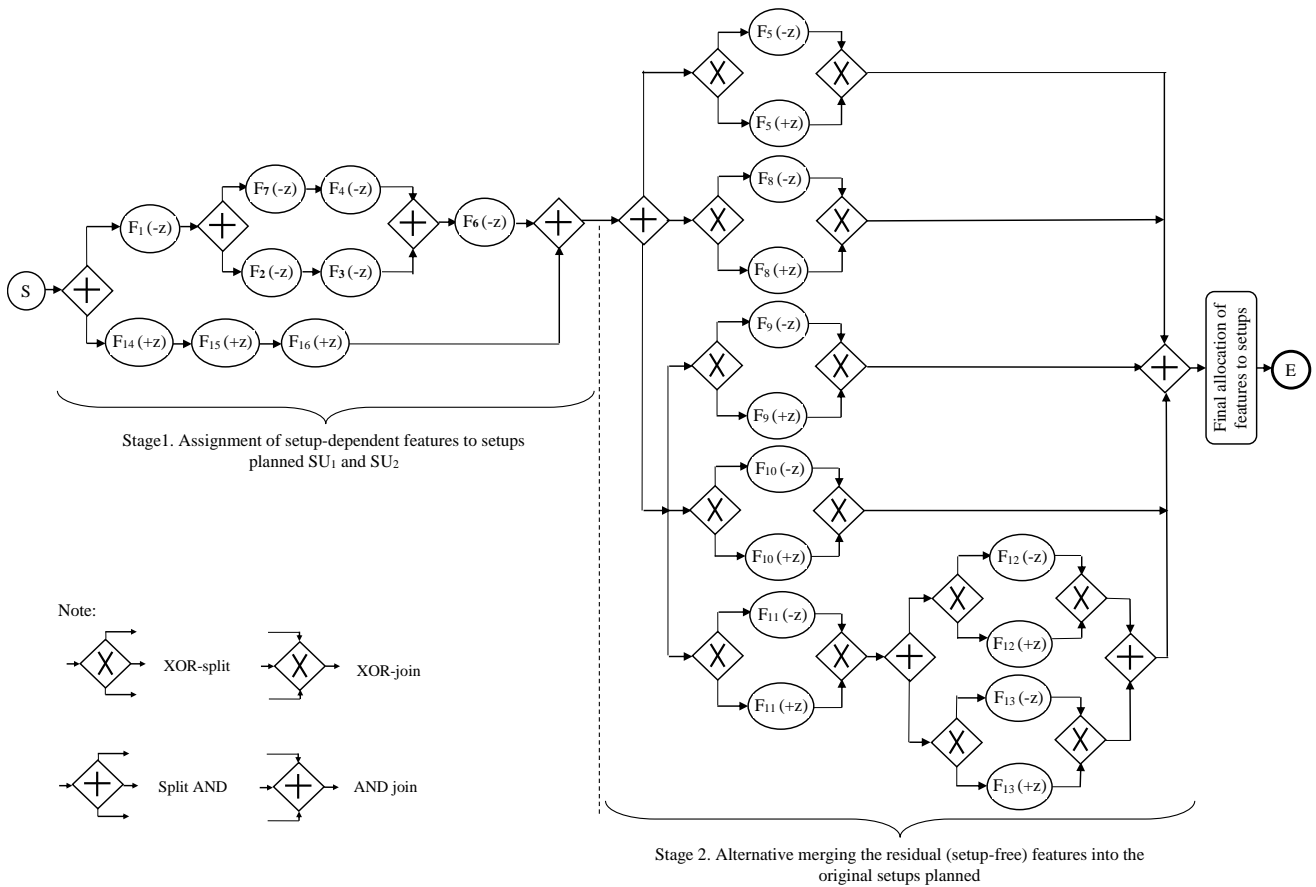 F5 (-z)
F5 (+z)
F7 (-z)
F4 (-z)
F8 (-z)
F1 (-z)
F6 (-z)
F2 (-z)
F3 (-z)
F8 (+z)
S
F14 (+z)
F15 (+z)
F16 (+z)
F9 (-z)
F9 (+z)
Final allocation of
features to setups
E
Stage1. Assignment of setup-dependent features to setups
planned SU1 and SU2
F10 (-z)
F10 (+z)
F12 (-z)
F12 (+z)
F11 (-z)
F11 (+z)
F13 (-z)
F13 (+z)
Note:
XOR-split
XOR-join
Split AND
AND join
Stage 2. Alternative merging the residual (setup-free) features into the
original setups planned